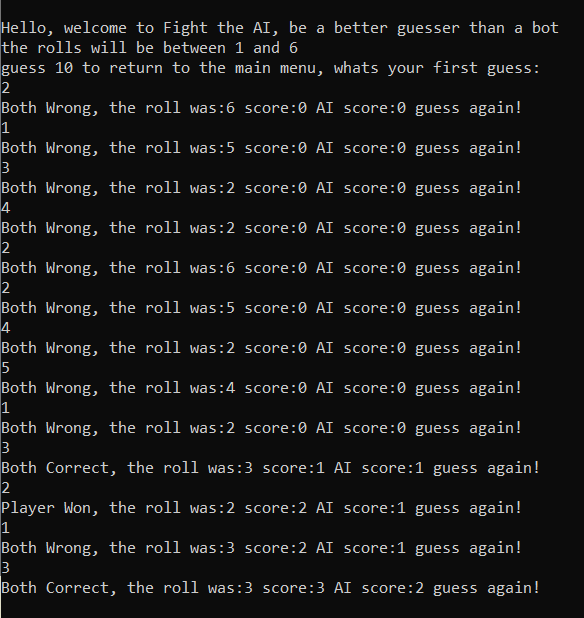 Hello, welcome to Fight the AI, be a better guesser than a bot
the rolls will be between 1 and 6
guess 10 to return to the main menu, whats your first guess:
2
Both Wrong, the roll was:6 score:0 AI score:0 guess again!
1
Both Wrong, the roll was:5 score:0 AI score:0 guess again!
3
Both Wrong, the roll was:2 score:0 AI score:0 guess again!
4
Both Wrong, the roll was:2 score:0 AI score:0 guess again!
2
Both Wrong, the roll was:6 score:0 AI score:0 guess again!
2
Both Wrong, the roll was:5 score:0 AI score:0 guess again!
4
Both Wrong, the roll was:2 score:0 AI score:0 guess again!
5
Both Wrong, the roll was:4 score:0 AI score:0 guess again!
1
Both Wrong, the roll was:2 score:0 AI score:0 guess again!
3
Both Correct, the roll was:3 score:1 AI score:1 guess again!
2
Player Won, the roll was:2 score:2 AI score:1 guess again!
1
Both Wrong, the roll was:3 score:2 AI score:1 guess again!
3
Both Correct, the roll was:3 score:3 AI score:2 guess again!